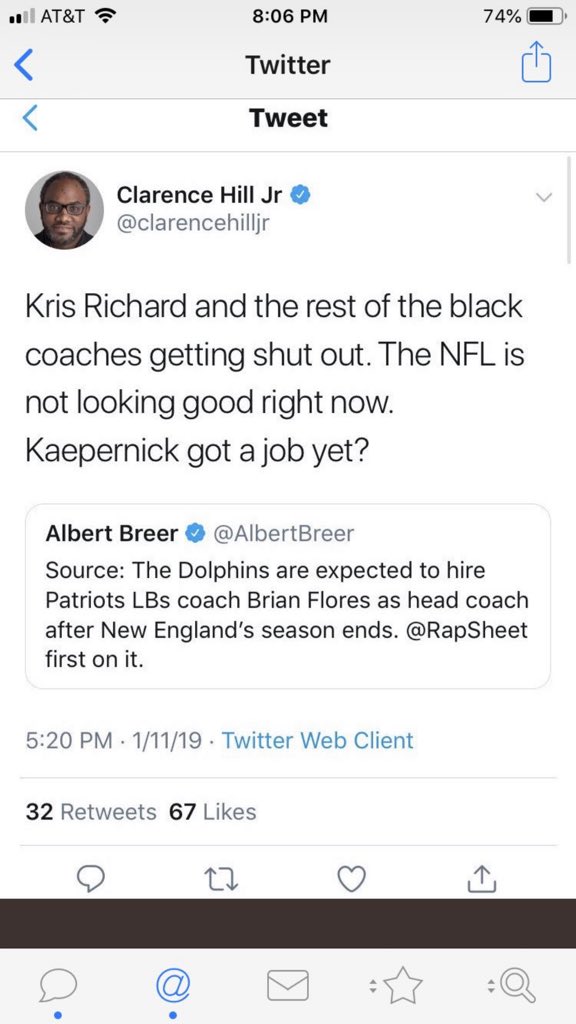 AT&T 8:06 PM 74%
Twitter
Tweet
Clarence Hill Jr
@clarencehilljr
Kris Richard and the rest of the black
coaches getting shut out. The NFL is
not looking good right now.
Kaepernick got a job yet?
Albert Breer @AlbertBreer
Source: The Dolphins are expected to hire
Patriots LBs coach Brian Flores as head coach
after New England’s season ends. @RapSheet
first on it.
5:20 PM · 1/11/19 · Twitter Web Client
32 Retweets 67 Likes